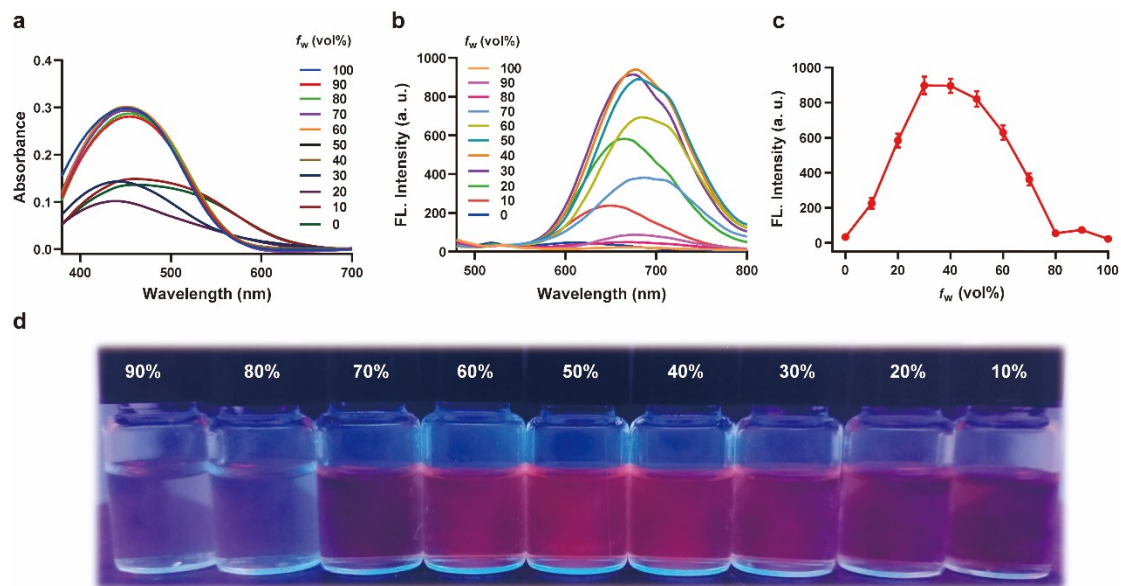 a
f_w (vol%)
100
90
80
70
60
50
40
30
20
10
0
Absorbance
0.4
0.3
0.2
0.1
0.0
400 500 600 700
Wavelength (nm)
b
f_w (vol%)
100
90
80
70
60
50
40
30
20
10
0
FL. Intensity (a. u.)
1000
800
600
400
200
0
500 600 700 800
Wavelength (nm)
c
FL. Intensity (a. u.)
1000
800
600
400
200
0
0 20 40 60 80 100
f_w (vol%)
d
90% 80% 70% 60% 50% 40% 30% 20% 10%